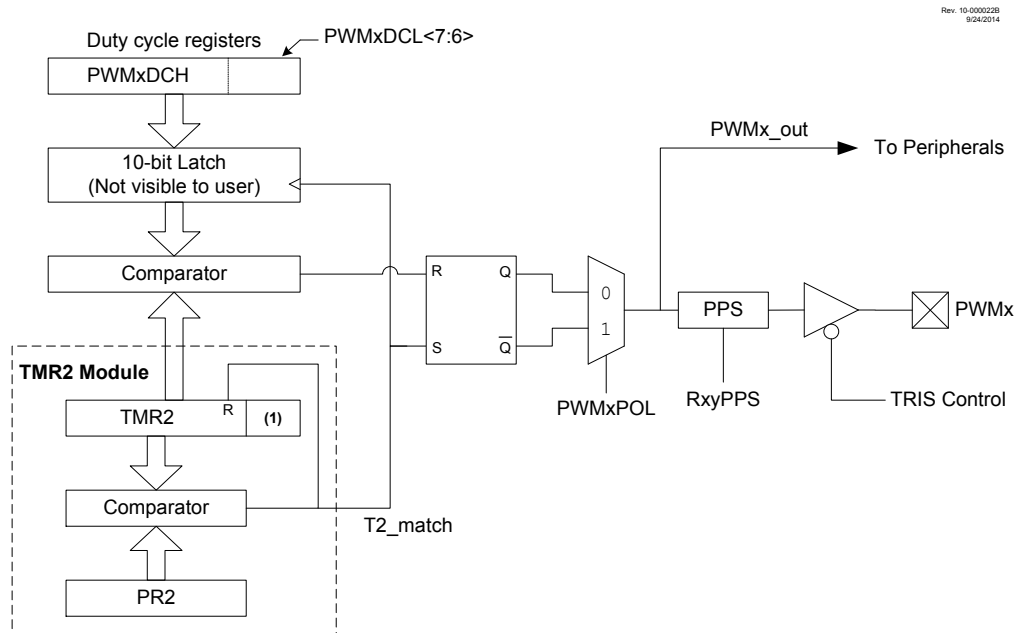 Rev. 10-000022B
9/24/2014
Duty cycle registers
PWMxDCL<7:6>
PWMxDCH
10-bit Latch
(Not visible to user)
Comparator
R
Q
S
Q̅
0
1
PWMxPOL
PWMx_out
To Peripherals
PPS
RxyPPS
PWMx
TRIS Control
TMR2 Module
TMR2
R
(1)
Comparator
T2_match
PR2